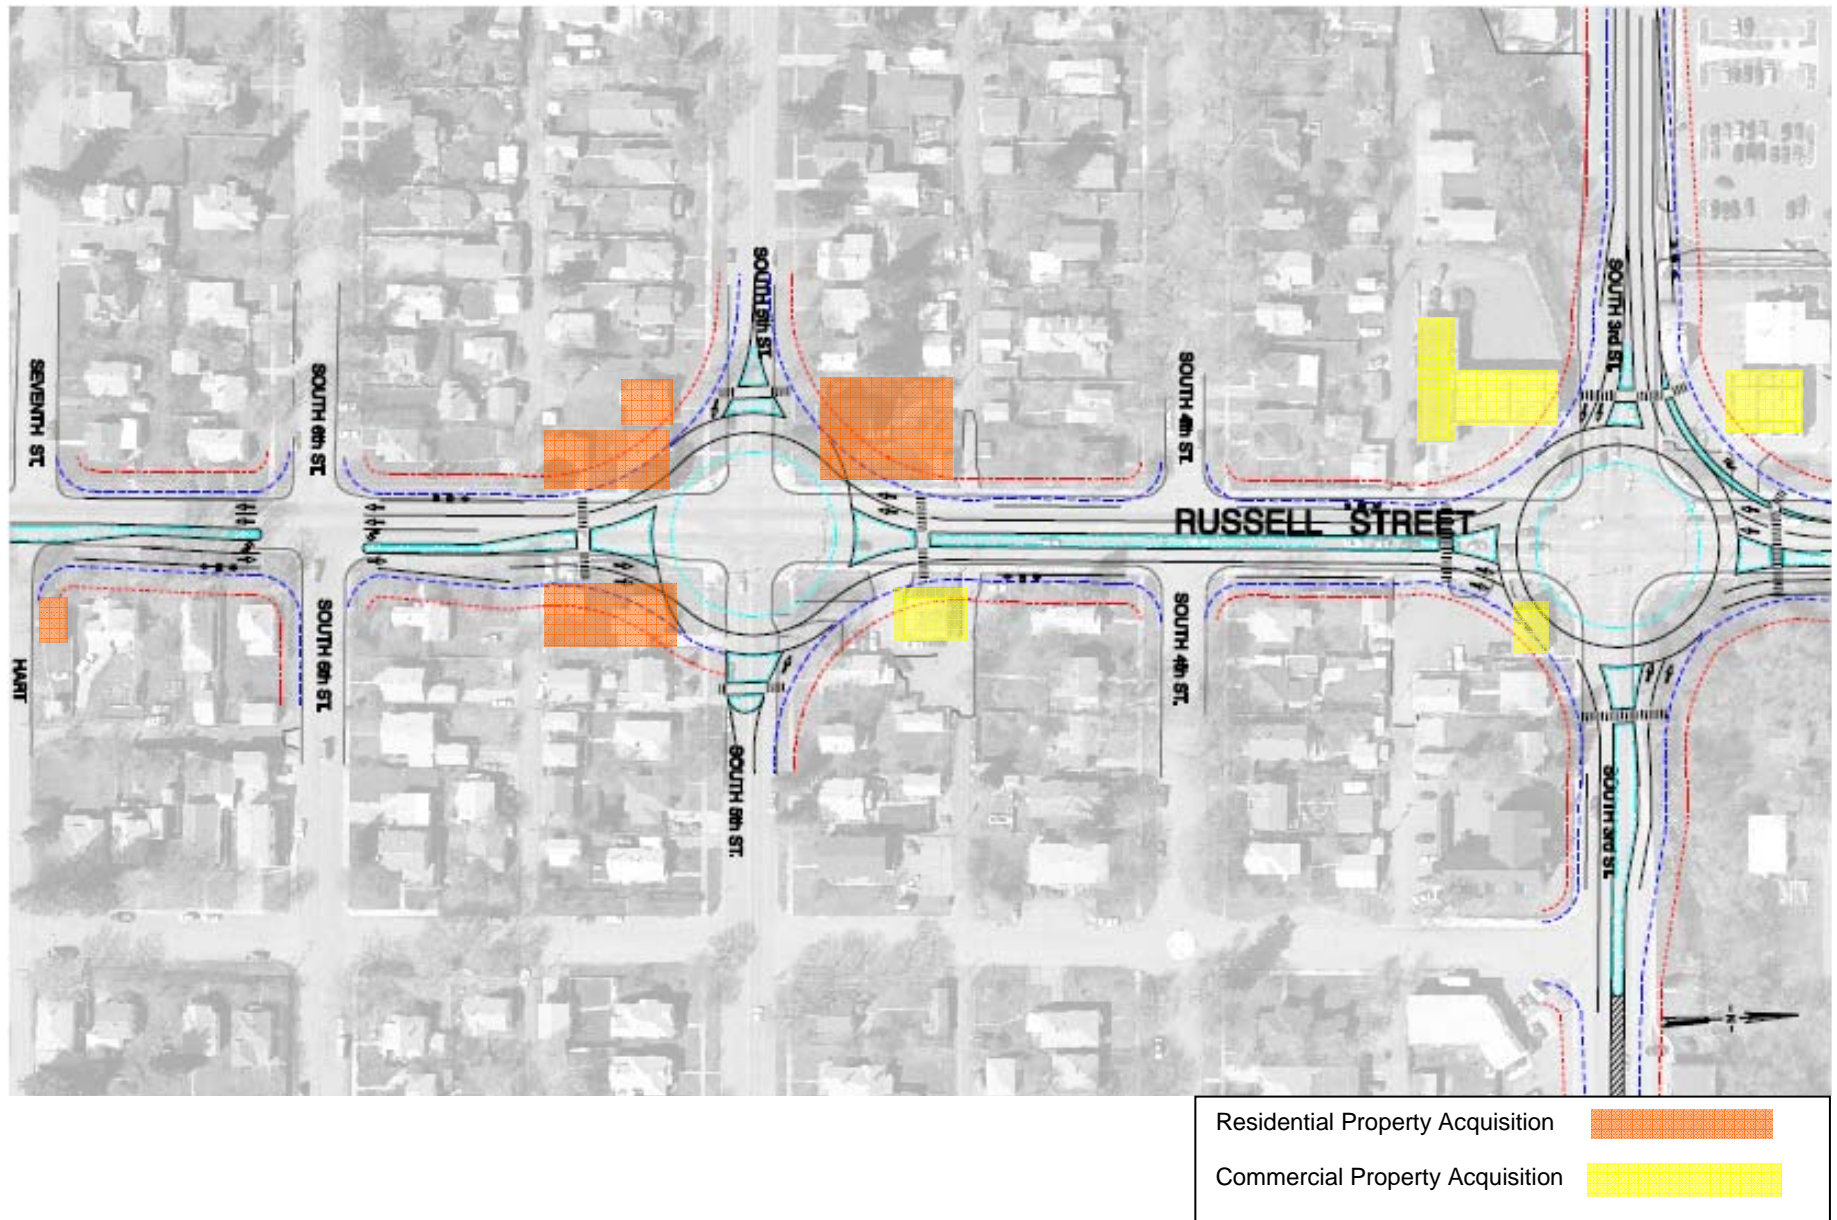 SOUTH 5th ST.
SOUTH 3rd ST.
SEVENTH ST.
SOUTH 6th ST.
SOUTH 4th ST.
RUSSELL STREET
HART
SOUTH 6th ST.
SOUTH 4th ST.
SOUTH 5th ST.
SOUTH 3rd ST.
N
Residential Property Acquisition
Commercial Property Acquisition